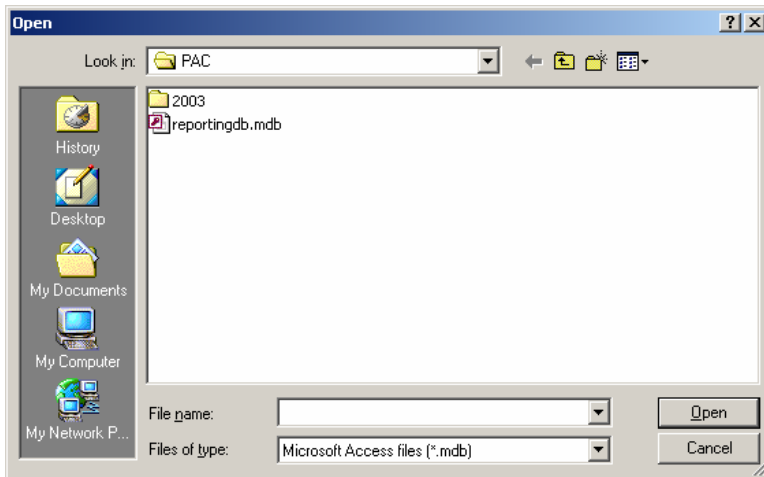 Open
Look in: PAC
2003
reportingdb.mdb
History
Desktop
My Documents
My Computer
My Network P...
File name:
Open
Files of type: Microsoft Access files (*.mdb)
Cancel